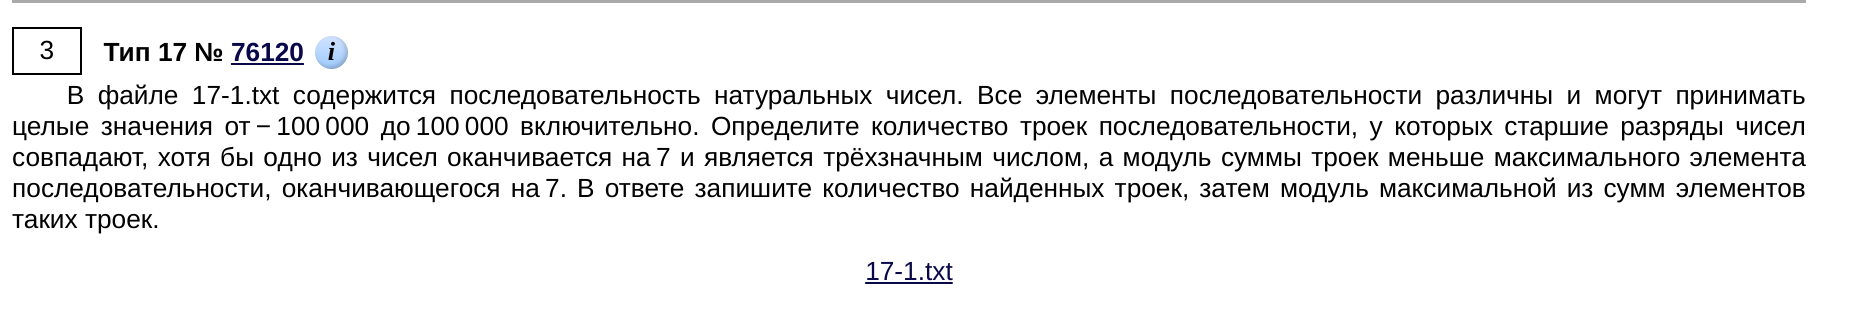 3 Тип 17 № 76120 i
В файле 17-1.txt содержится последовательность натуральных чисел. Все элементы последовательности различны и могут принимать
целые значения от − 100 000 до 100 000 включительно. Определите количество троек последовательности, у которых старшие разряды чисел
совпадают, хотя бы одно из чисел оканчивается на 7 и является трёхзначным числом, а модуль суммы троек меньше максимального элемента
последовательности, оканчивающегося на 7. В ответе запишите количество найденных троек, затем модуль максимальной из сумм элементов
таких троек.
17-1.txt